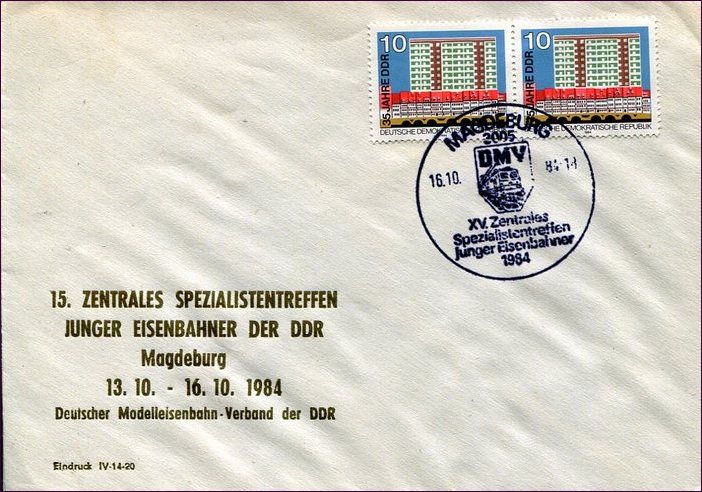 10
35 JAHRE DDR
DEUTSCHE DEMOKRATISCHE
10
35 JAHRE DDR
DEMOKRATISCHE REPUBLIK
MAGDEBURG
3005
DMV
16.10. 84-18
XV. Zentrales
Spezialistentreffen
junger Eisenbahner
1984
15. ZENTRALES SPEZIALISTENTREFFEN
JUNGER EISENBAHNER DER DDR
Magdeburg
13. 10. - 16. 10. 1984
Deutscher Modelleisenbahn-Verband der DDR
Eindruck IV-14-20